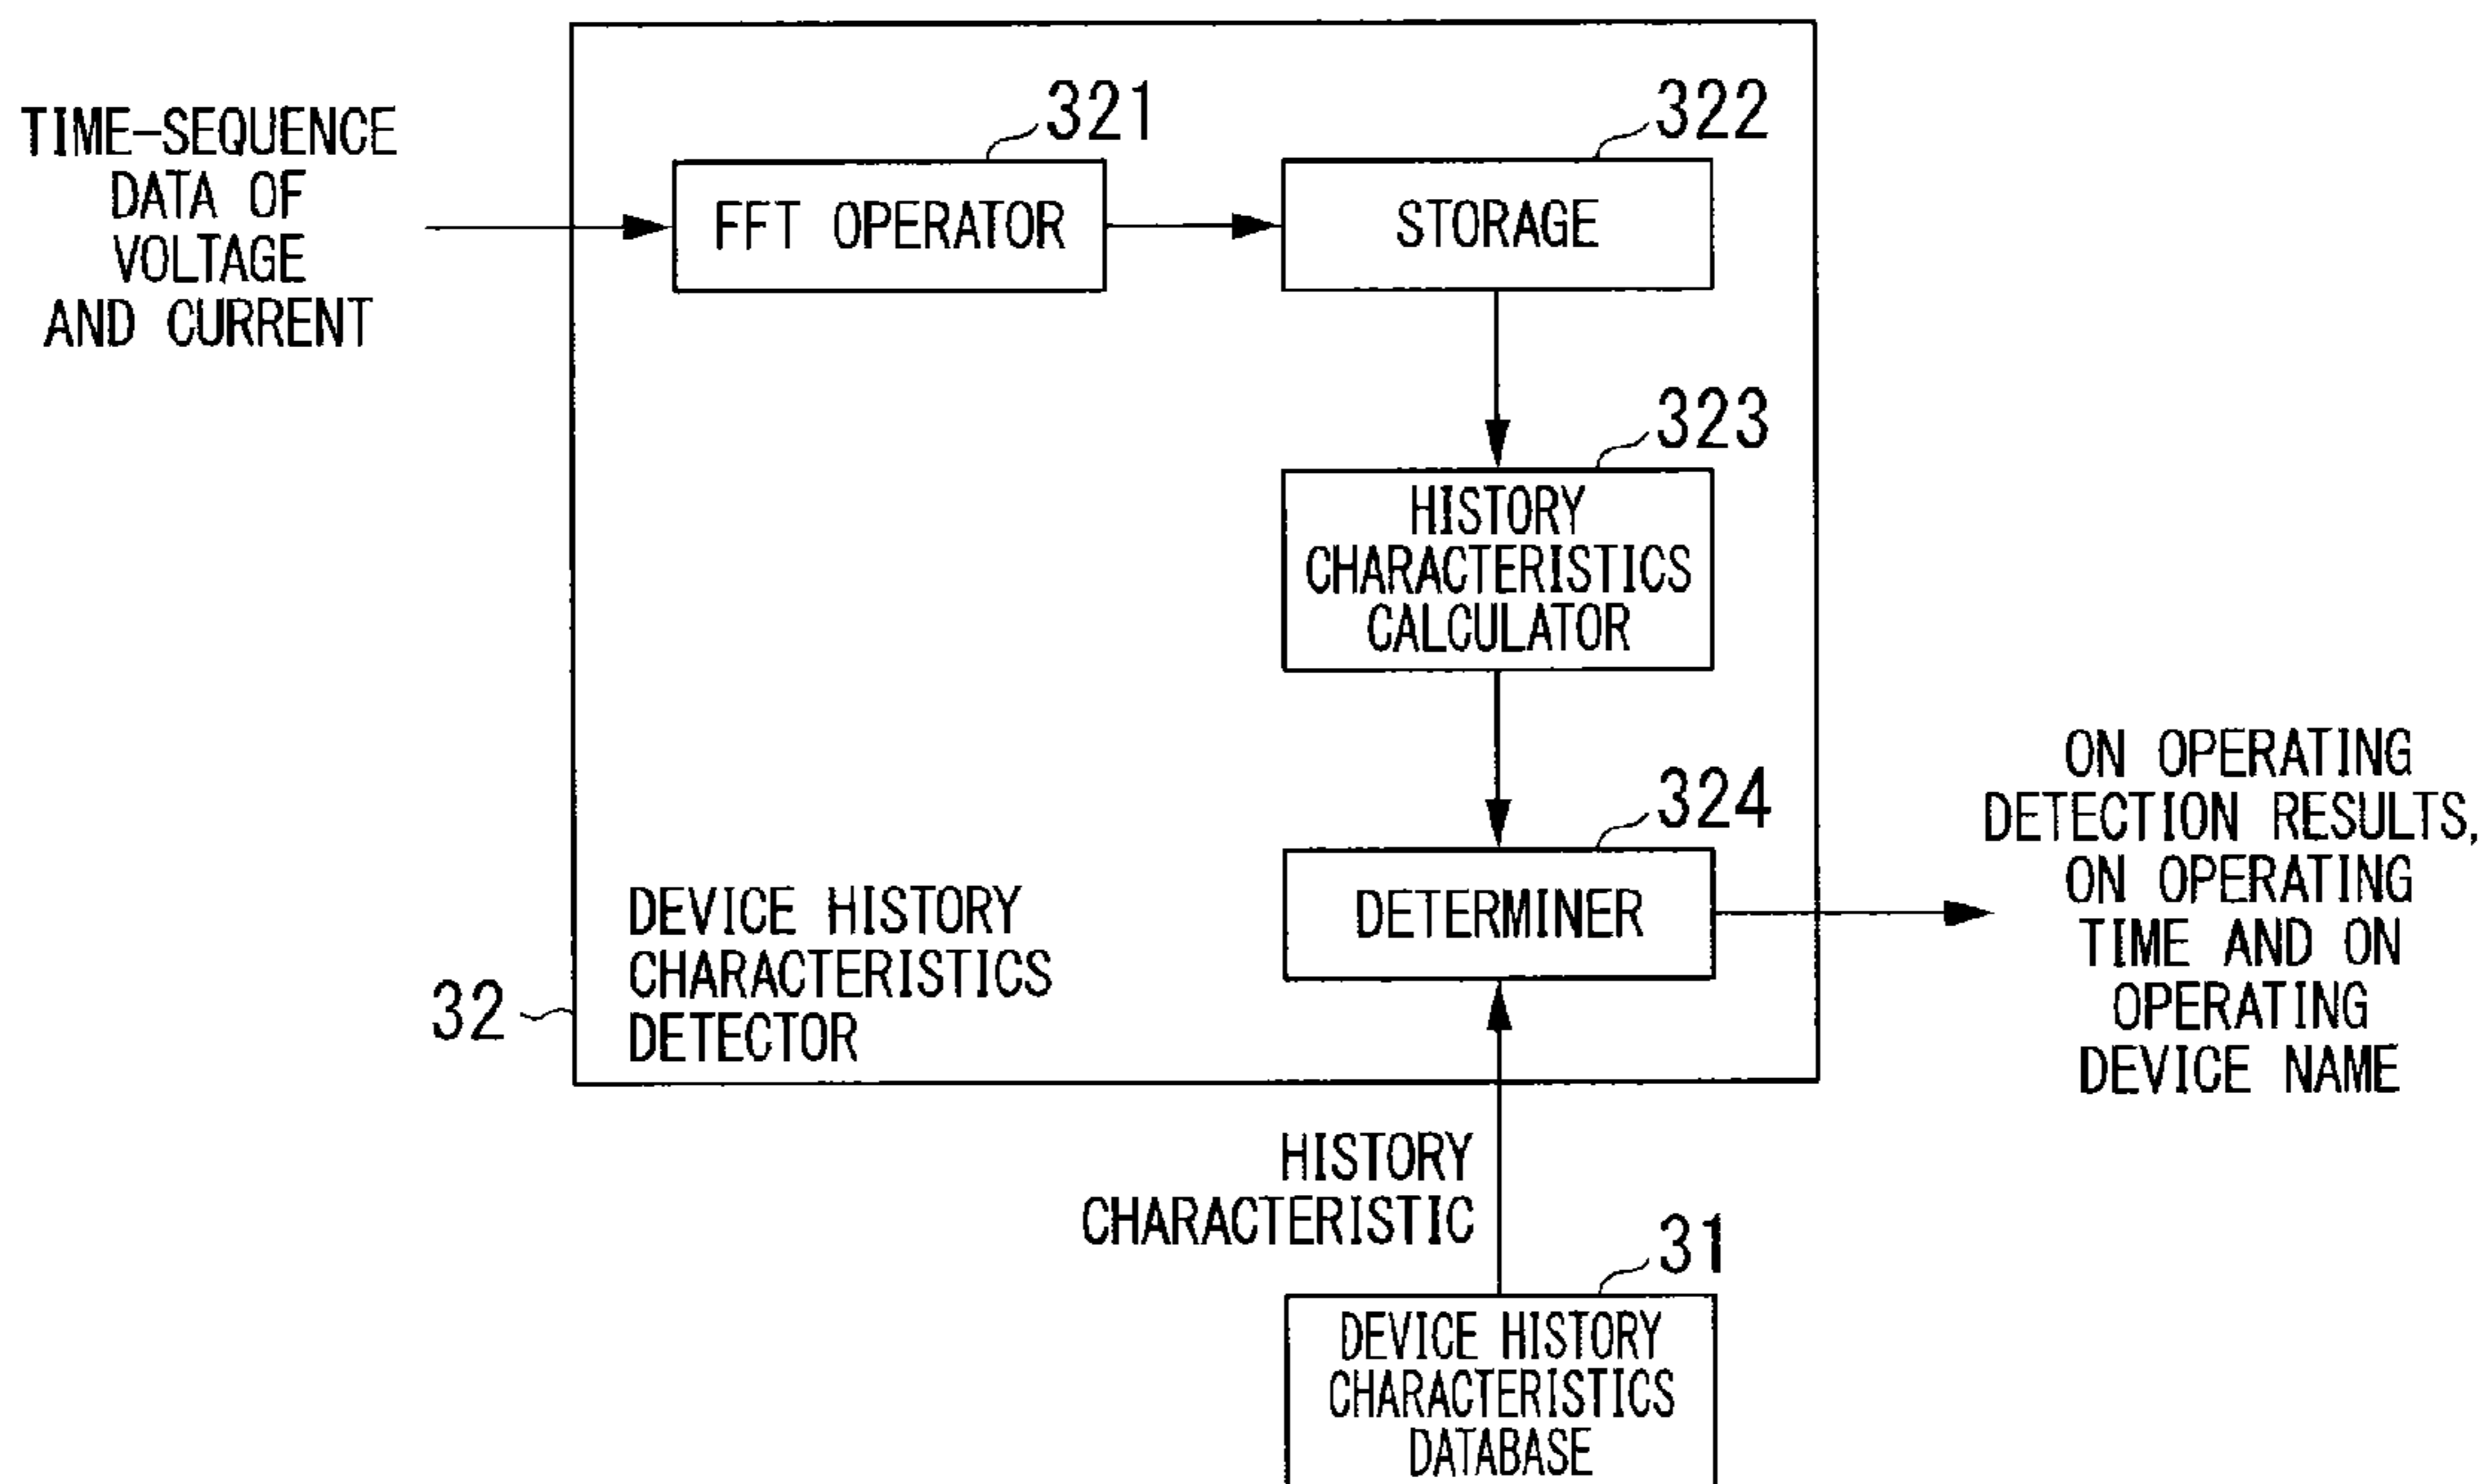 TIME-SEQUENCE
DATA OF
VOLTAGE
AND CURRENT
321
FFT OPERATOR
322
STORAGE
323
HISTORY
CHARACTERISTICS
CALCULATOR
324
DETERMINER
DEVICE HISTORY
CHARACTERISTICS
DETECTOR
32
ON OPERATING
DETECTION RESULTS,
ON OPERATING
TIME AND ON
OPERATING
DEVICE NAME
HISTORY
CHARACTERISTIC
31
DEVICE HISTORY
CHARACTERISTICS
DATABASE